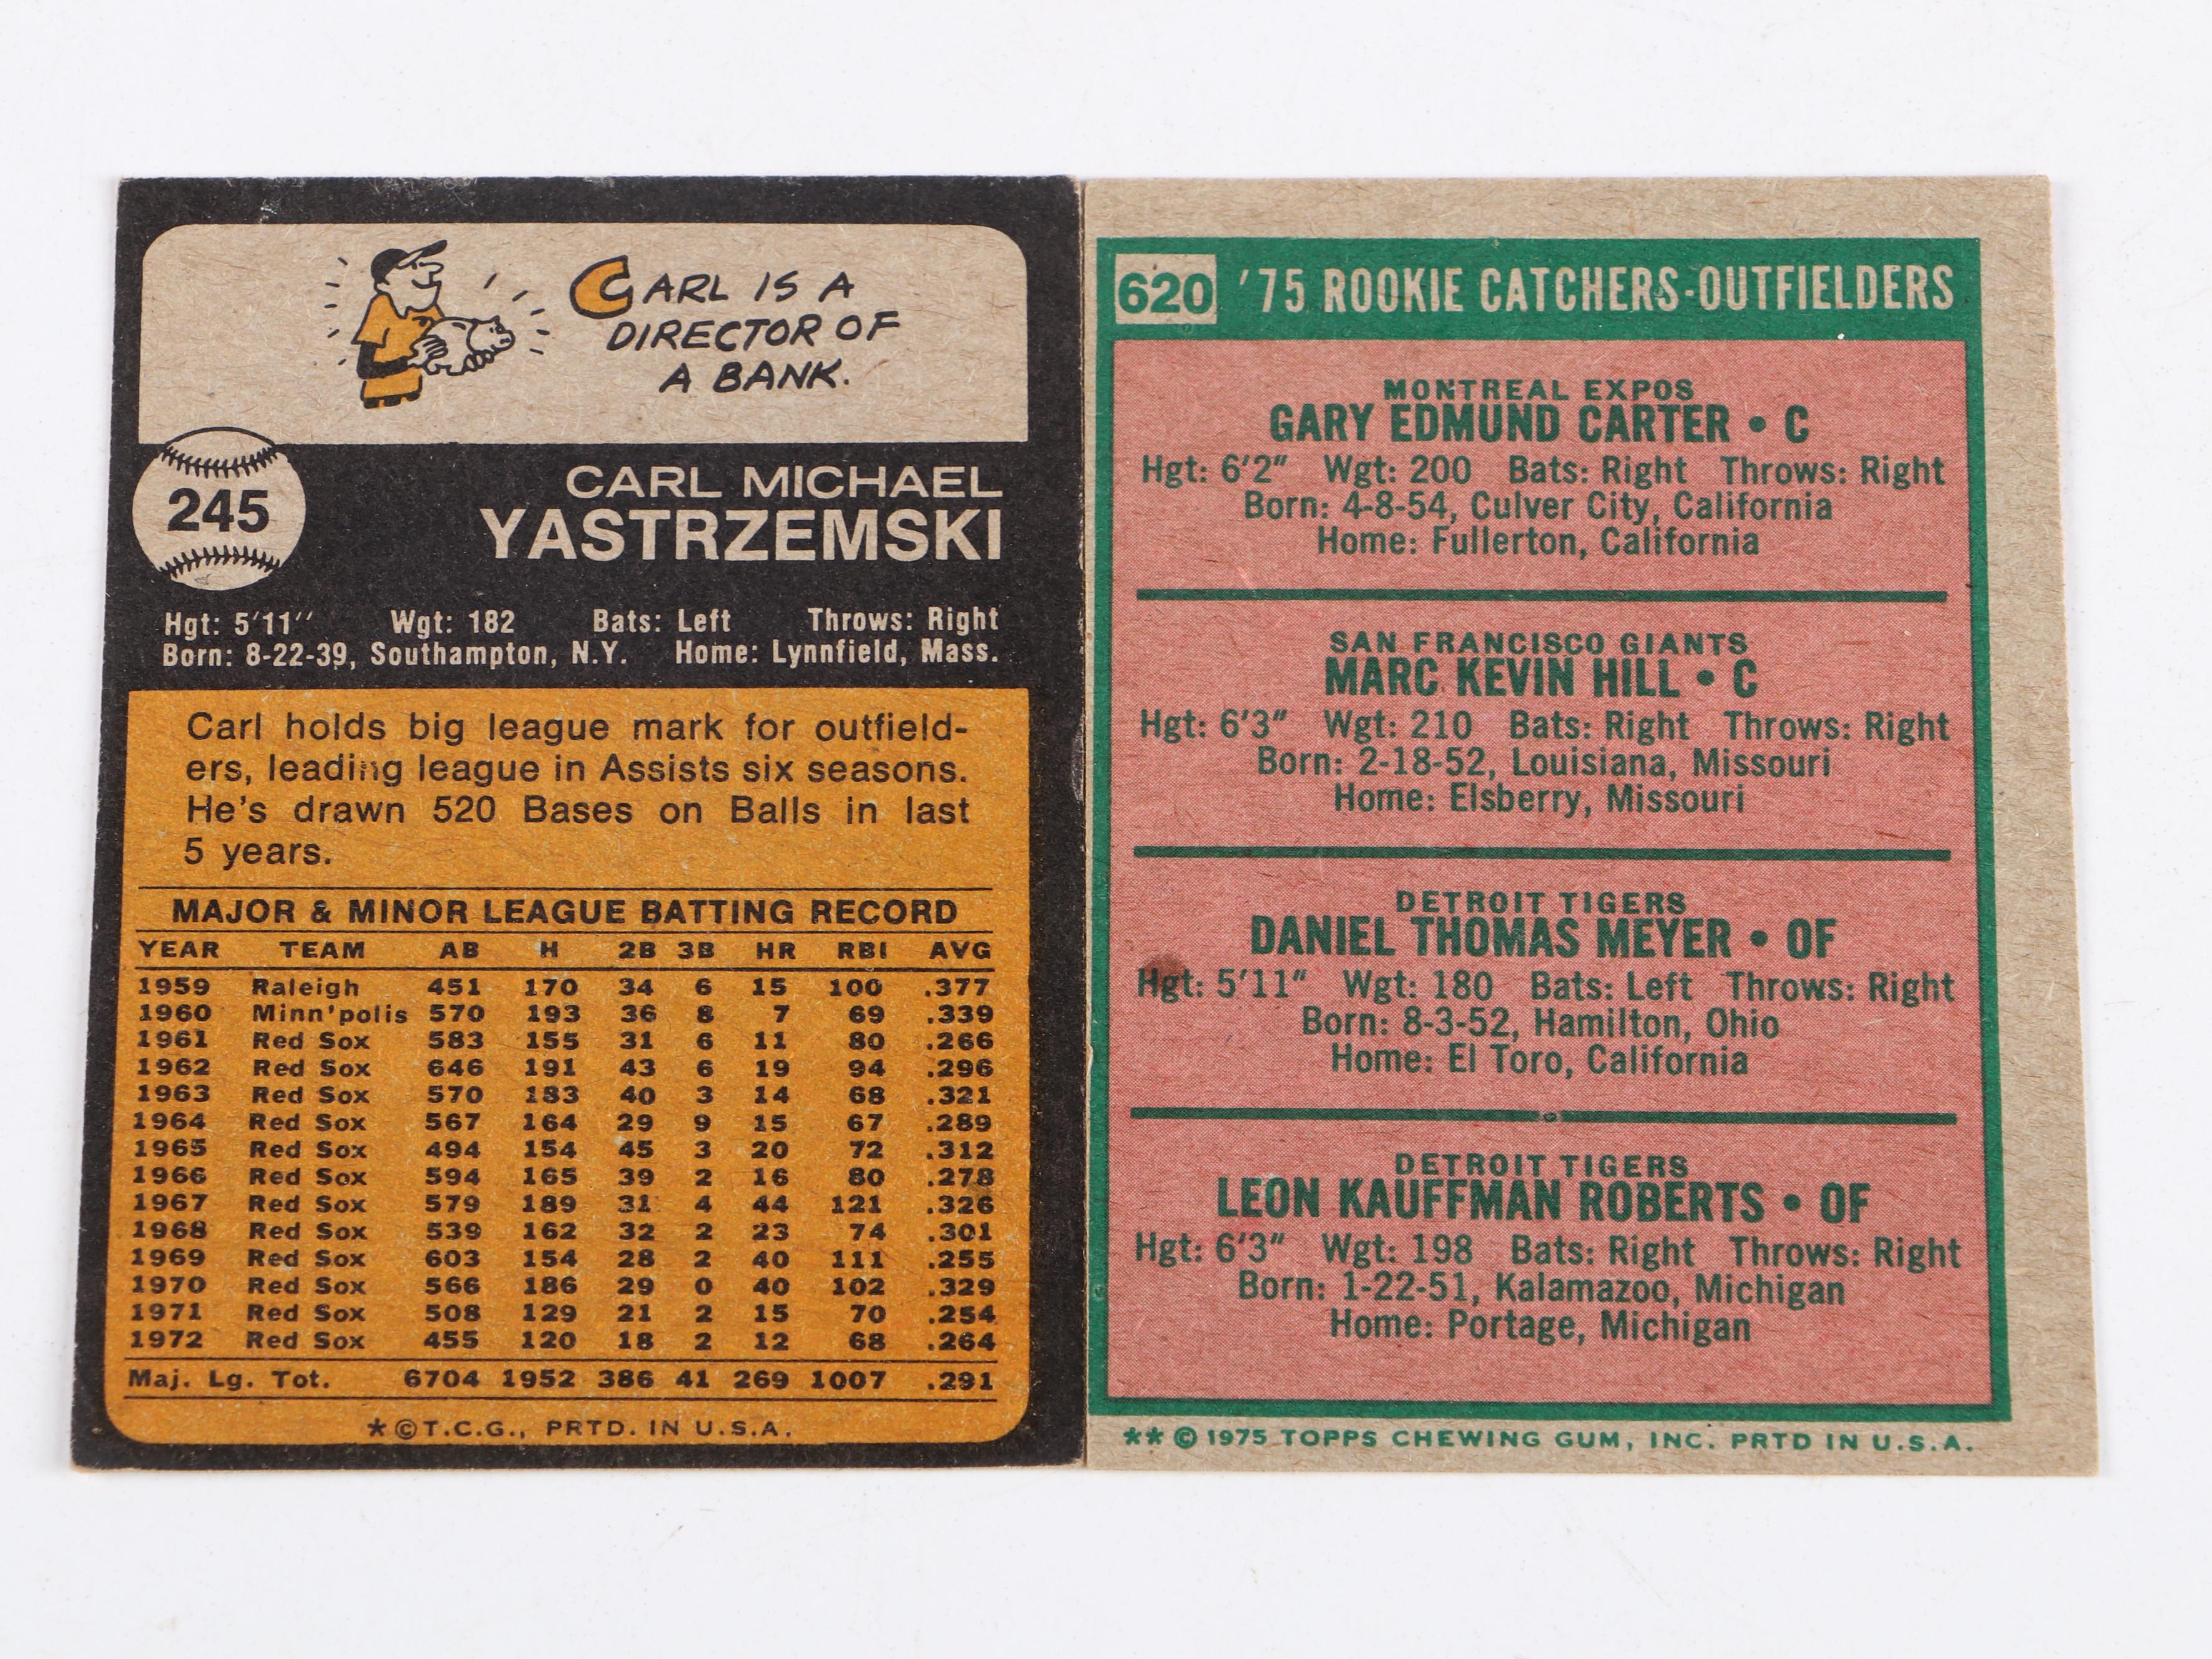 CARL IS A
DIRECTOR OF
A BANK.
245
CARL MICHAEL
YASTRZEMSKI
Hgt: 5'11'' Wgt: 182 Bats: Left Throws: Right
Born: 8-22-39, Southampton, N.Y. Home: Lynnfield, Mass.
Carl holds big league mark for outfield-
ers, leading league in Assists six seasons.
He's drawn 520 Bases on Balls in last
5 years.
MAJOR & MINOR LEAGUE BATTING RECORD
YEAR TEAM AB H 2B 3B HR RBI AVG
1959 Raleigh 451 170 34 6 15 100 .377
1960 Minn'polis 570 193 36 8 7 69 .339
1961 Red Sox 583 155 31 6 11 80 .266
1962 Red Sox 646 191 43 6 19 94 .296
1963 Red Sox 570 183 40 3 14 68 .321
1964 Red Sox 567 164 29 9 15 67 .289
1965 Red Sox 494 154 45 3 20 72 .312
1966 Red Sox 594 165 39 2 16 80 .278
1967 Red Sox 579 189 31 4 44 121 .326
1968 Red Sox 539 162 32 2 23 74 .301
1969 Red Sox 603 154 28 2 40 111 .255
1970 Red Sox 566 186 29 0 40 102 .329
1971 Red Sox 508 129 21 2 15 70 .254
1972 Red Sox 455 120 18 2 12 68 .264
Maj. Lg. Tot. 6704 1952 386 41 269 1007 .291
*©T.C.G., PRTD. IN U.S.A.
620 '75 ROOKIE CATCHERS-OUTFIELDERS
MONTREAL EXPOS
GARY EDMUND CARTER • C
Hgt: 6'2" Wgt: 200 Bats: Right Throws: Right
Born: 4-8-54, Culver City, California
Home: Fullerton, California
SAN FRANCISCO GIANTS
MARC KEVIN HILL • C
Hgt: 6'3" Wgt: 210 Bats: Right Throws: Right
Born: 2-18-52, Louisiana, Missouri
Home: Elsberry, Missouri
DETROIT TIGERS
DANIEL THOMAS MEYER • OF
Hgt: 5'11" Wgt: 180 Bats: Left Throws: Right
Born: 8-3-52, Hamilton, Ohio
Home: El Toro, California
DETROIT TIGERS
LEON KAUFFMAN ROBERTS • OF
Hgt: 6'3" Wgt: 198 Bats: Right Throws: Right
Born: 1-22-51, Kalamazoo, Michigan
Home: Portage, Michigan
** © 1975 TOPPS CHEWING GUM, INC. PRTD IN U.S.A.